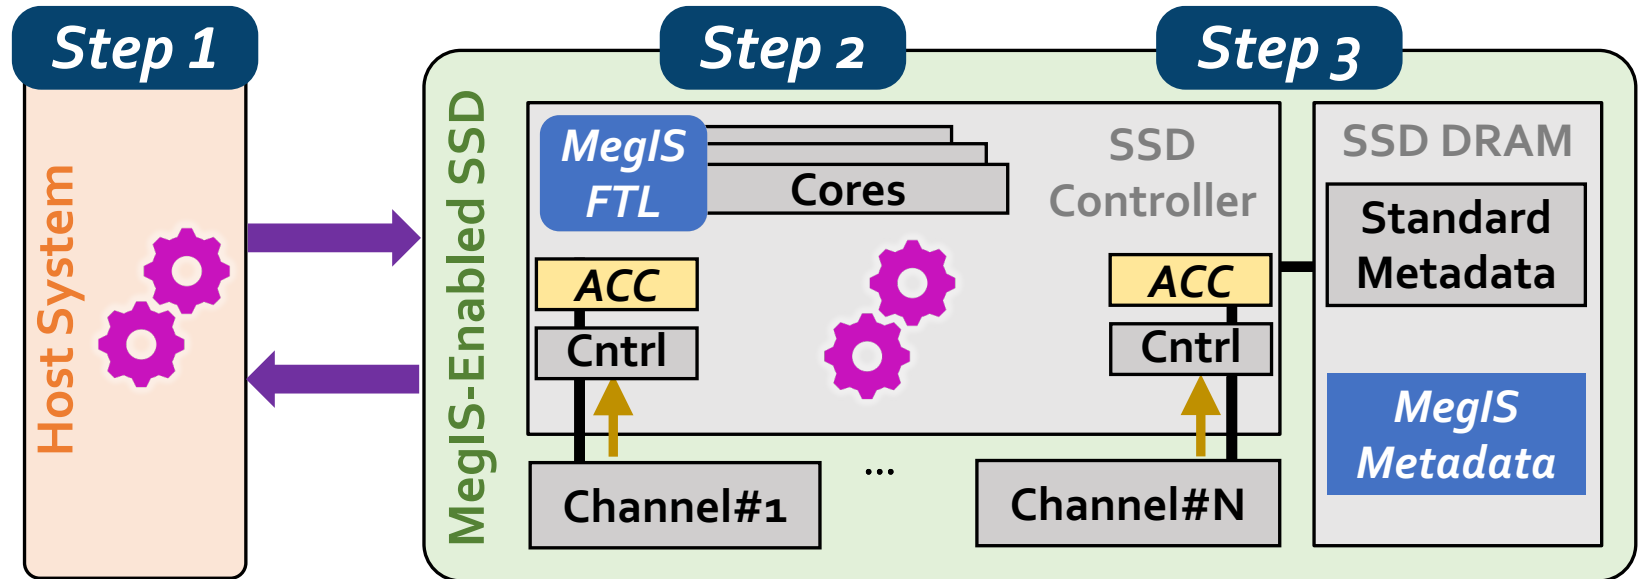 Step 1
Step 2
Step 3
Host System
MegIS-Enabled SSD
MegIS
FTL
Cores
SSD
Controller
ACC
Cntrl
ACC
Cntrl
Channel#1
...
Channel#N
SSD DRAM
Standard
Metadata
MegIS
Metadata